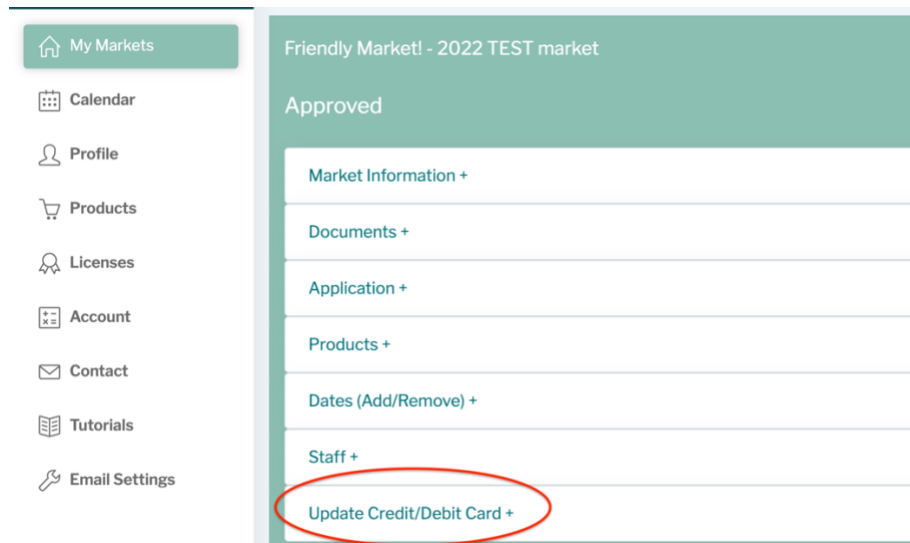 My Markets
Calendar
Profile
Products
Licenses
Account
Contact
Tutorials
Email Settings
Friendly Market! - 2022 TEST market
Approved
Market Information +
Documents +
Application +
Products +
Dates (Add/Remove) +
Staff +
Update Credit/Debit Card +